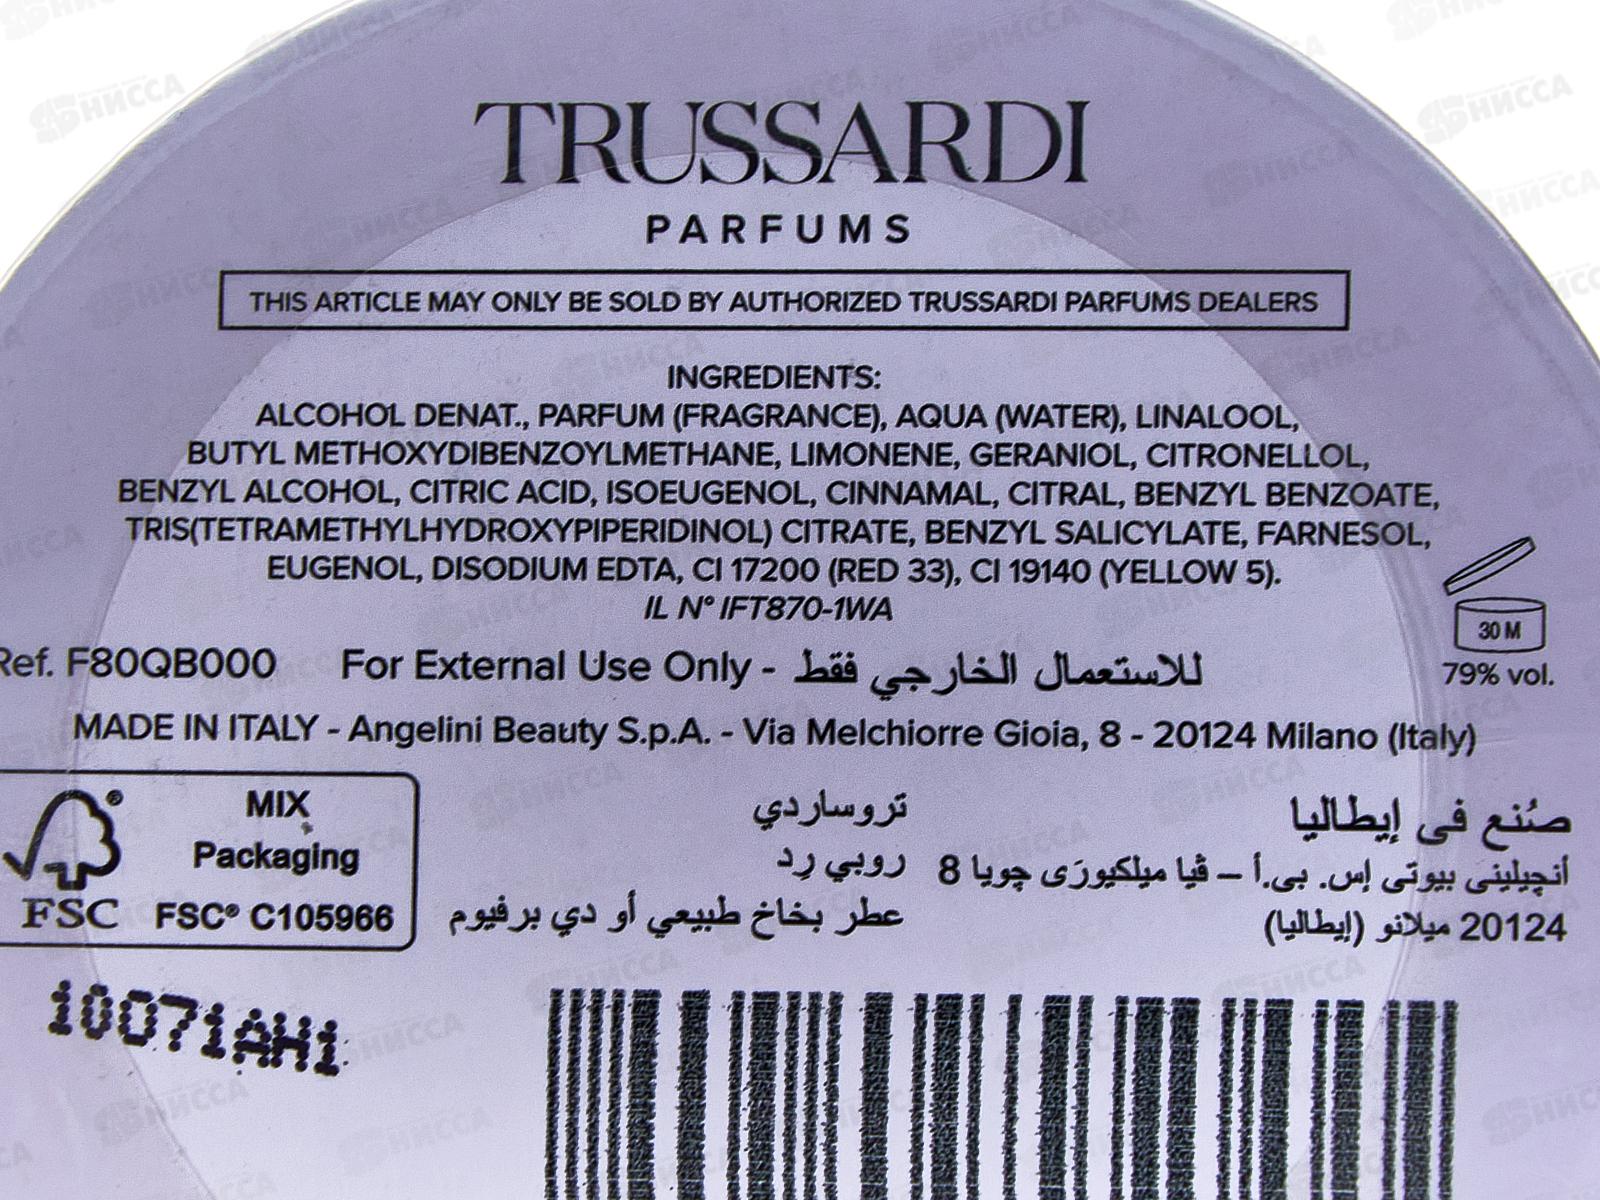 TRUSSARDI
PARFUMS
THIS ARTICLE MAY ONLY BE SOLD BY AUTHORIZED TRUSSARDI PARFUMS DEALERS
INGREDIENTS:
ALCOHOL DENAT., PARFUM (FRAGRANCE), AQUA (WATER), LINALOOL,
BUTYL METHOXYDIBENZOYLMETHANE, LIMONENE, GERANIOL, CITRONELLOL,
BENZYL ALCOHOL, CITRIC ACID, ISOEUGENOL, CINNAMAL, CITRAL, BENZYL BENZOATE,
TRIS(TETRAMETHYLHYDROXYPIPERIDINOL) CITRATE, BENZYL SALICYLATE, FARNESOL,
EUGENOL, DISODIUM EDTA, CI 17200 (RED 33), CI 19140 (YELLOW 5).
IL N° IFT870-1WA
30 M
79% vol.
Ref. F80QB000 For External Use Only - للاستعمال الخارجي فقط
MADE IN ITALY - Angelini Beauty S.p.A. - Via Melchiorre Gioia, 8 - 20124 Milano (Italy)
MIX
Packaging
FSC FSC® C105966
تروساردي
روبي رِد
عطر بخاخ طبيعي أو دي برفيوم
صُنع فى إيطاليا
أنچيلينى بيوتى إس. بى.أ – ڤيا ميلكيورَى چويا 8
20124 ميلانو (إيطاليا)
10071AH1
НИССА